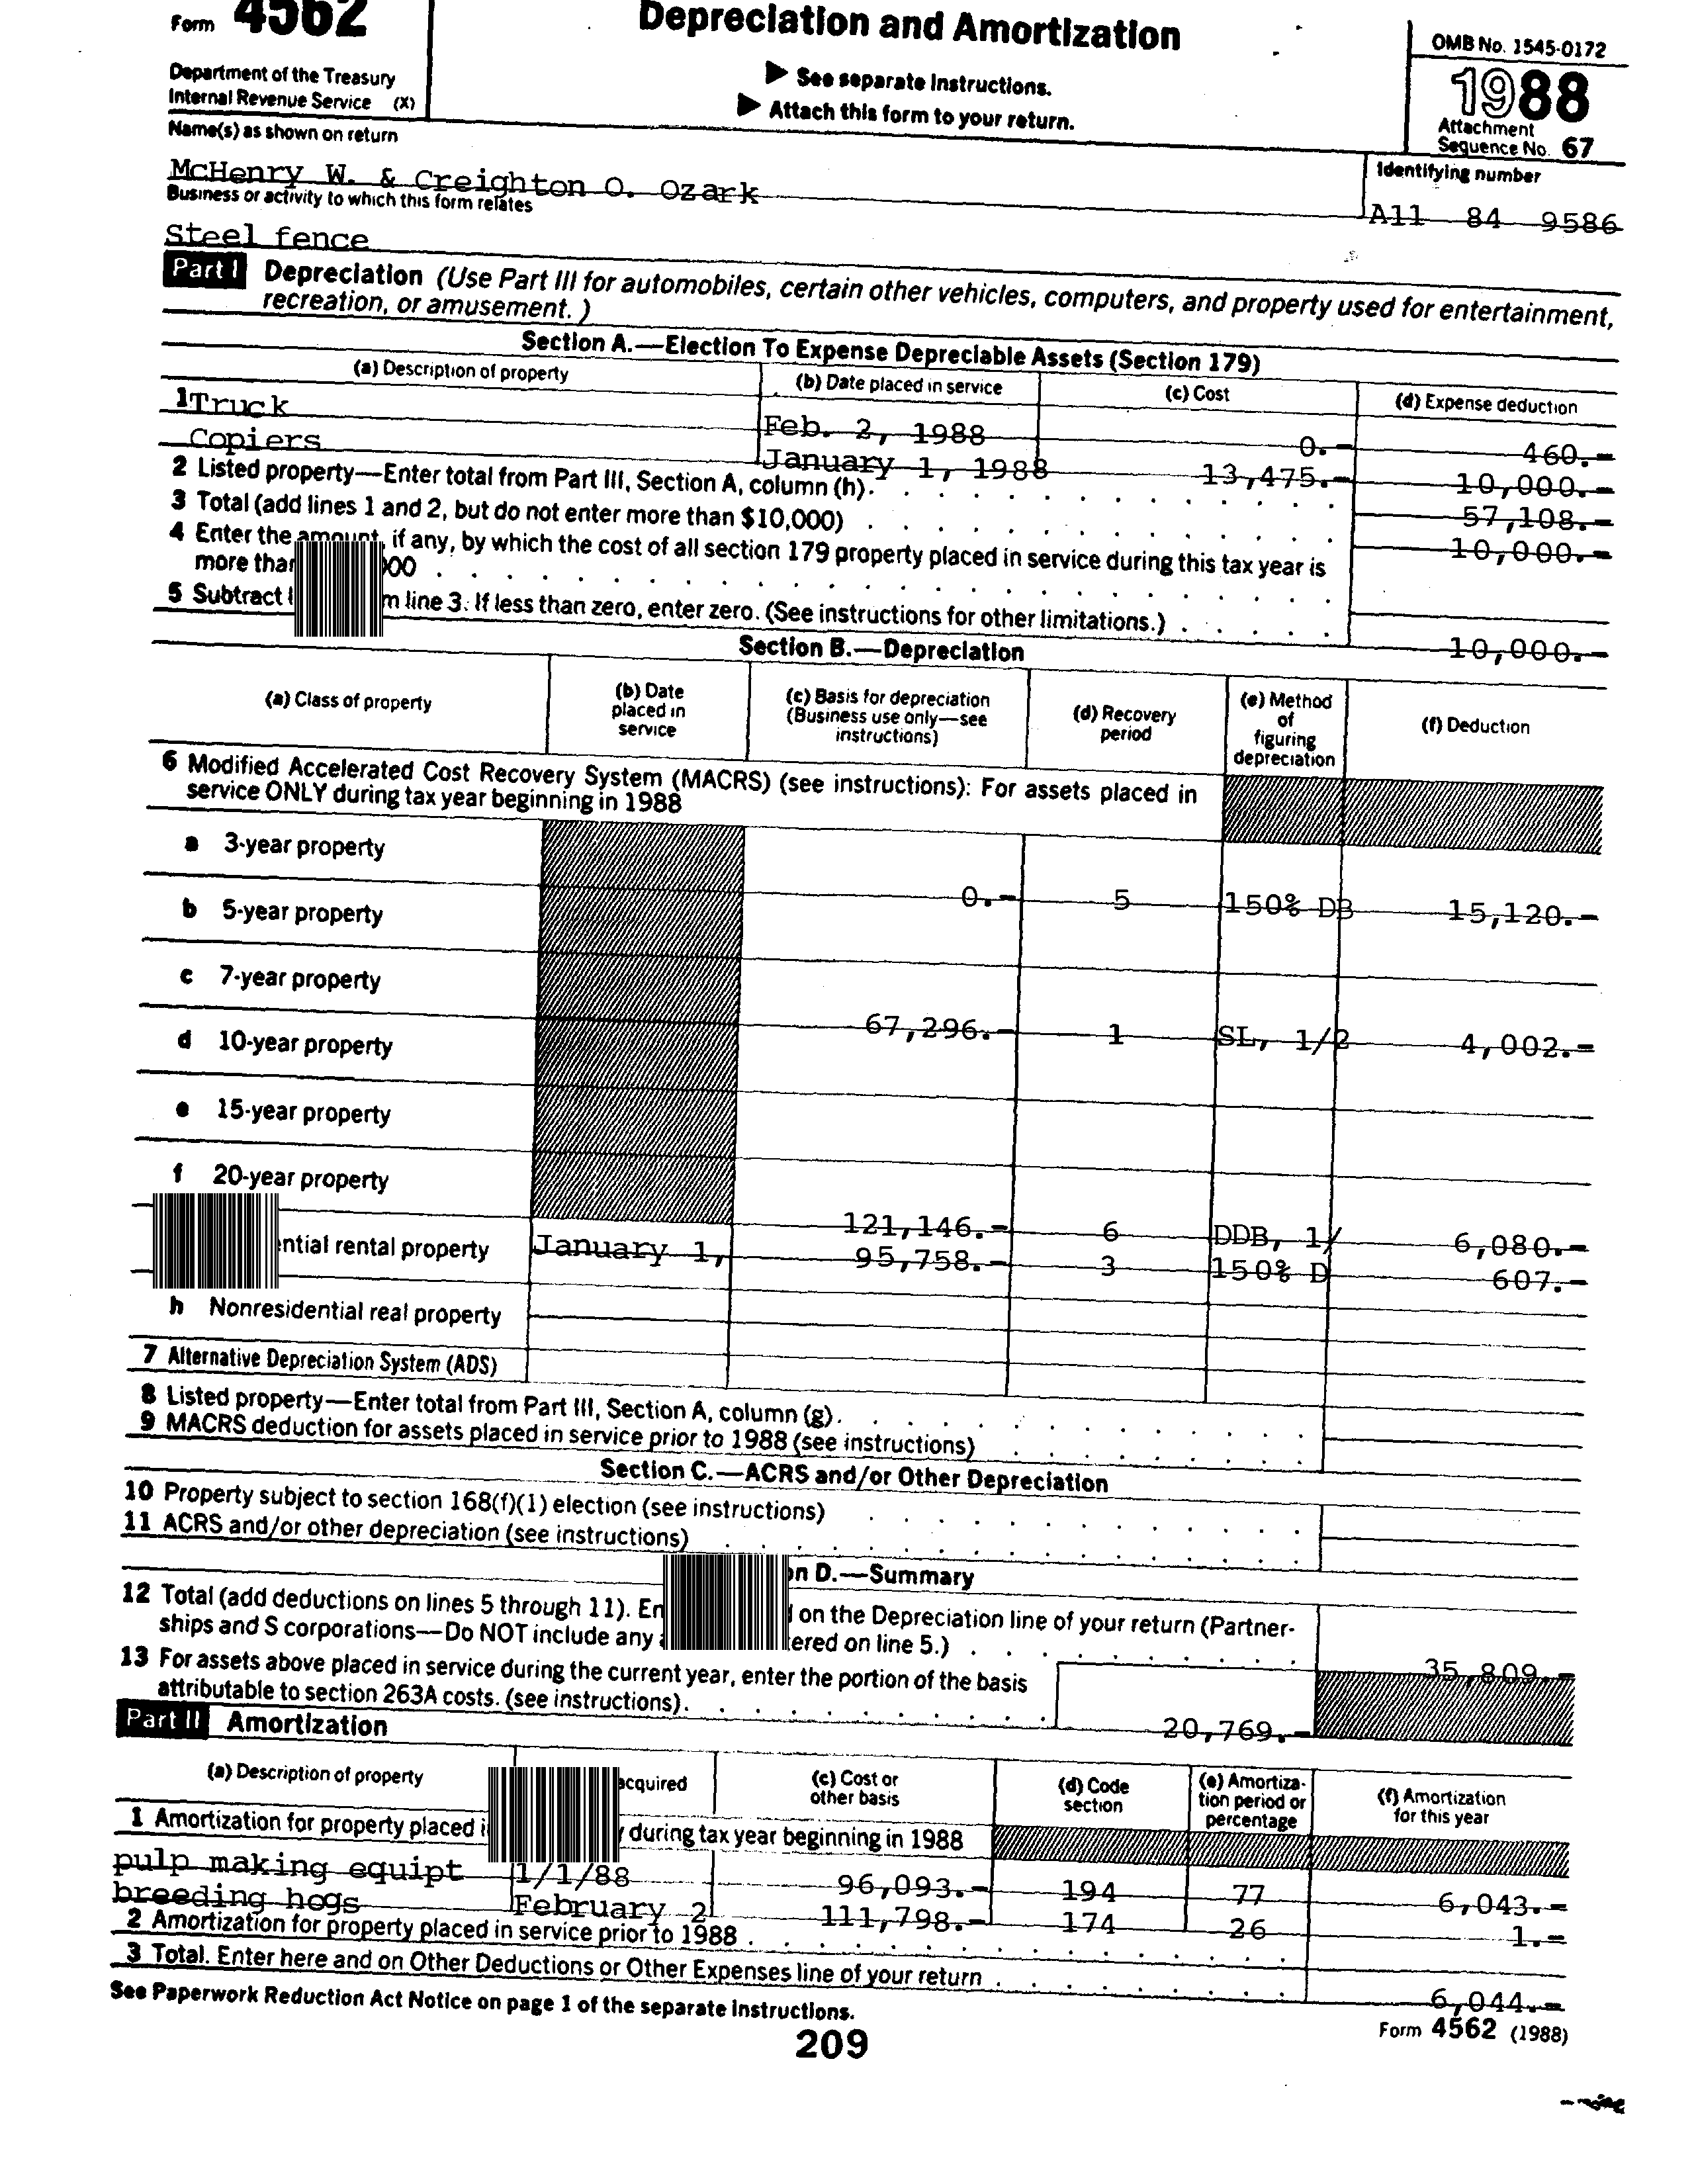 Form 4562
Depreciation and Amortization
OMB No. 1545-0172
Department of the Treasury
Internal Revenue Service (X)
▶ See separate Instructions.
▶ Attach this form to your return.
1988
Attachment
Sequence No. 67
Name(s) as shown on return
Identifying number
McHenry W. & Creighton O. Ozark
A11 84 9586
Business or activity to which this form relates
Steel fence
Part I Depreciation (Use Part III for automobiles, certain other vehicles, computers, and property used for entertainment,
recreation, or amusement.)
Section A.—Election To Expense Depreciable Assets (Section 179)
(a) Description of property (b) Date placed in service (c) Cost (d) Expense deduction
1 Truck Feb. 2, 1988 0.- 460.-
Copiers January 1, 1988 13,475.- 10,000.-
2 Listed property—Enter total from Part III, Section A, column (h). 57,108.-
3 Total (add lines 1 and 2, but do not enter more than $10,000) 10,000.-
4 Enter the amount, if any, by which the cost of all section 179 property placed in service during this tax year is
more than 000
5 Subtract m line 3. If less than zero, enter zero. (See instructions for other limitations.) 10,000.-
Section B.—Depreciation
(a) Class of property
(b) Date
placed in
service
(c) Basis for depreciation
(Business use only—see
instructions)
(d) Recovery
period
(e) Method
of
figuring
depreciation
(f) Deduction
6 Modified Accelerated Cost Recovery System (MACRS) (see instructions): For assets placed in
service ONLY during tax year beginning in 1988
a 3-year property 0.- 5 150% DB 15,120.-
b 5-year property
c 7-year property 67,296.- 1 SL, 1/2 4,002.-
d 10-year property
e 15-year property
f 20-year property 121,146.- 6 DDB, 1/ 6,080.-
ntial rental property January 1, 95,758.- 3 150% D 607.-
h Nonresidential real property
7 Alternative Depreciation System (ADS)
8 Listed property—Enter total from Part III, Section A, column (g).
9 MACRS deduction for assets placed in service prior to 1988 (see instructions)
Section C.—ACRS and/or Other Depreciation
10 Property subject to section 168(f)(1) election (see instructions)
11 ACRS and/or other depreciation (see instructions)
on D.—Summary
12 Total (add deductions on lines 5 through 11). En on the Depreciation line of your return (Partner-
ships and S corporations—Do NOT include any ered on line 5.) 35,809.-
13 For assets above placed in service during the current year, enter the portion of the basis
attributable to section 263A costs. (see instructions). 20,769.-
Part II Amortization
(a) Description of property
acquired
(c) Cost or
other basis
(d) Code
section
(e) Amortiza-
tion period or
percentage
(f) Amortization
for this year
1 Amortization for property placed i during tax year beginning in 1988
pulp making equipt 1/1/88 96,093.- 194 77 6,043.-
breeding hogs February 2 111,798.- 174 26 1.-
2 Amortization for property placed in service prior to 1988
3 Total. Enter here and on Other Deductions or Other Expenses line of your return 6,044.-
See Paperwork Reduction Act Notice on page 1 of the separate instructions.
Form 4562 (1988)
209